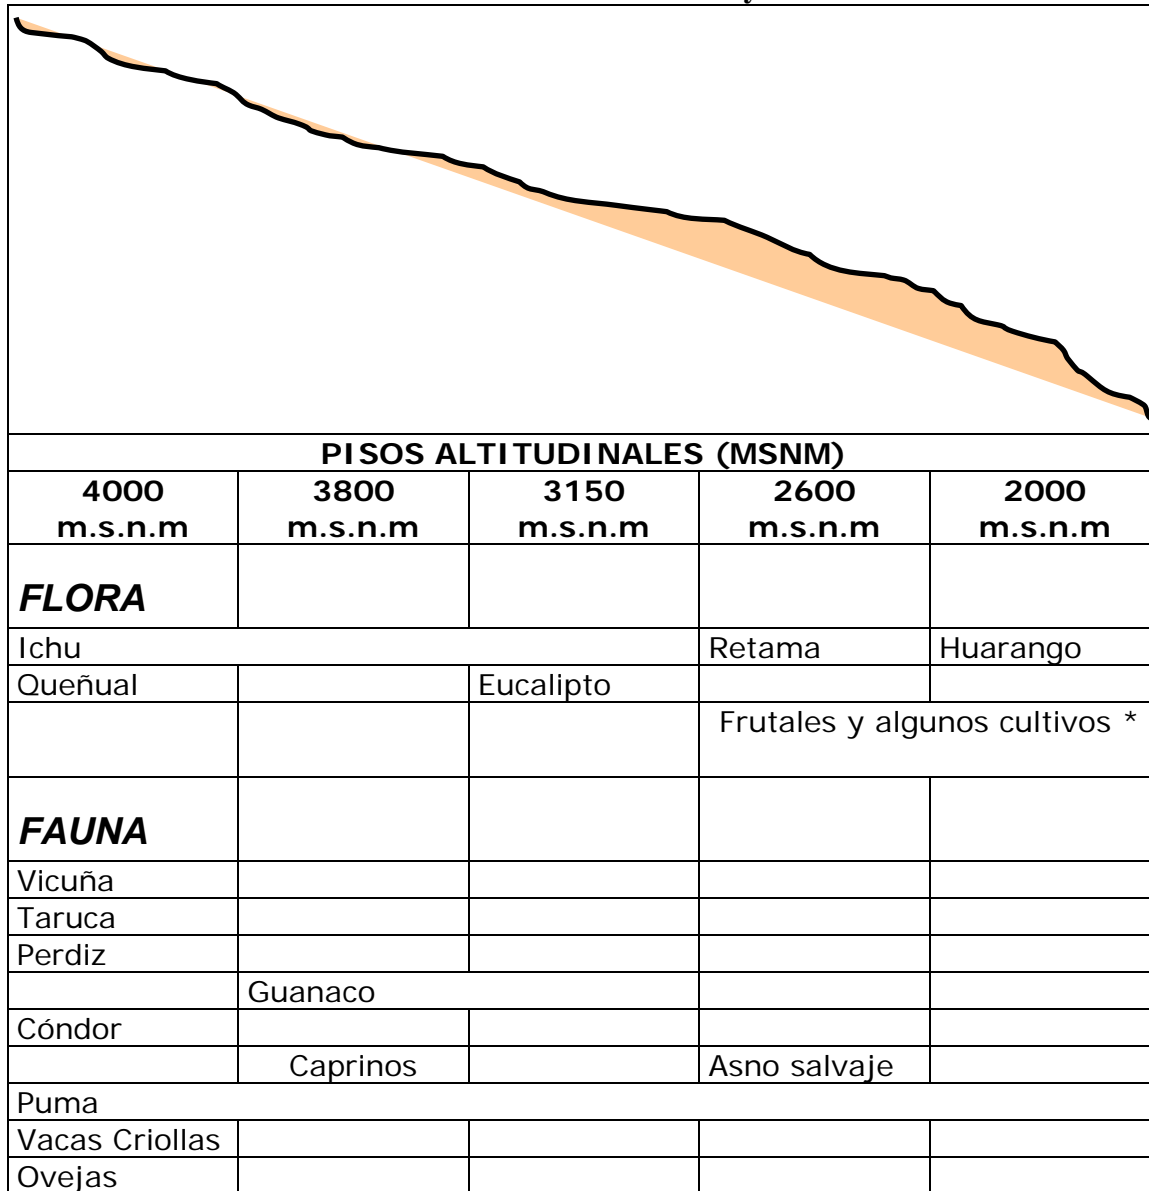 y
PISOS ALTITUDINALES (MSNM)
4000 m.s.n.m 3800 m.s.n.m 3150 m.s.n.m 2600 m.s.n.m 2000 m.s.n.m
FLORA
Ichu Retama Huarango
Queñual Eucalipto
Frutales y algunos cultivos *
FAUNA
Vicuña
Taruca
Perdiz
Guanaco
Cóndor
Caprinos Asno salvaje
Puma
Vacas Criollas
Ovejas